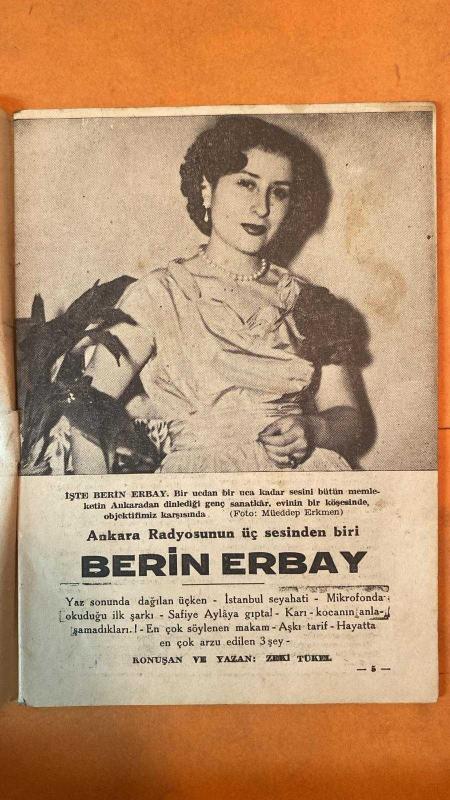 İŞTE BERİN ERBAY. Bir ucdan bir uca kadar sesini bütün memle-
ketin Ankaradan dinlediği genç sanatkâr, evinin bir köşesinde,
objektifimiz karşısında (Foto: Müeddep Erkmen)
Ankara Radyosunun üç sesinden biri
BERİN ERBAY
Yaz sonunda dağılan üçken - İstanbul seyahati - Mikrofonda
okuduğu ilk şarkı - Safiye Aylâya gıpta! - Karı - kocanın anla-
şamadıkları.! - En çok söylenen makam - Aşkı tarif - Hayatta
en çok arzu edilen 3 şey -
KONUŞAN VE YAZAN: ZEKİ TÜKEL
— 5 —